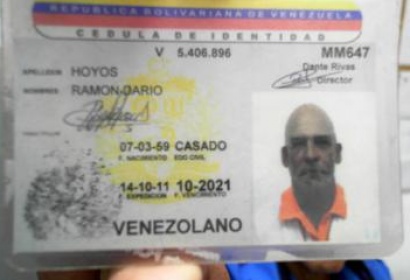 REPUBLICA BOLIVARIANA DE VENEZUELA
CEDULA DE IDENTIDAD
V 5.406.896 MM647
APELLIDOS HOYOS
NOMBRES RAMON DARIO
Dante Rivas
Director
07-03-59 CASADO
F. NACIMIENTO EDO CIVIL
14-10-11 10-2021
F. EXPEDICION F. VENCIMIENTO
VENEZOLANO